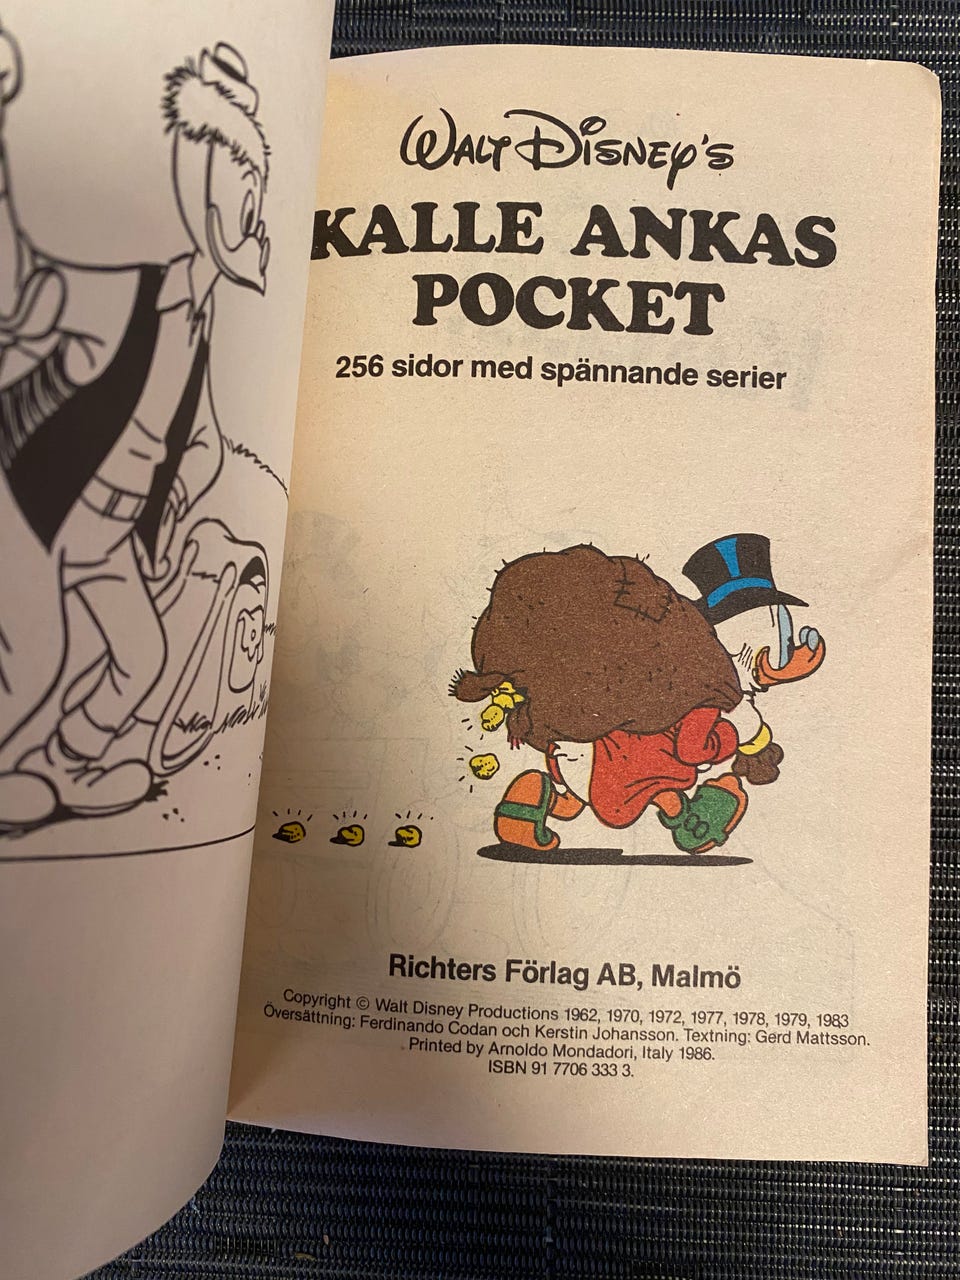 Walt Disney's
KALLE ANKAS
POCKET
256 sidor med spännande serier
Richters Förlag AB, Malmö
Copyright © Walt Disney Productions 1962, 1970, 1972, 1977, 1978, 1979, 1983
Översättning: Ferdinando Codan och Kerstin Johansson. Textning: Gerd Mattsson.
Printed by Arnoldo Mondadori, Italy 1986.
ISBN 91 7706 333 3.